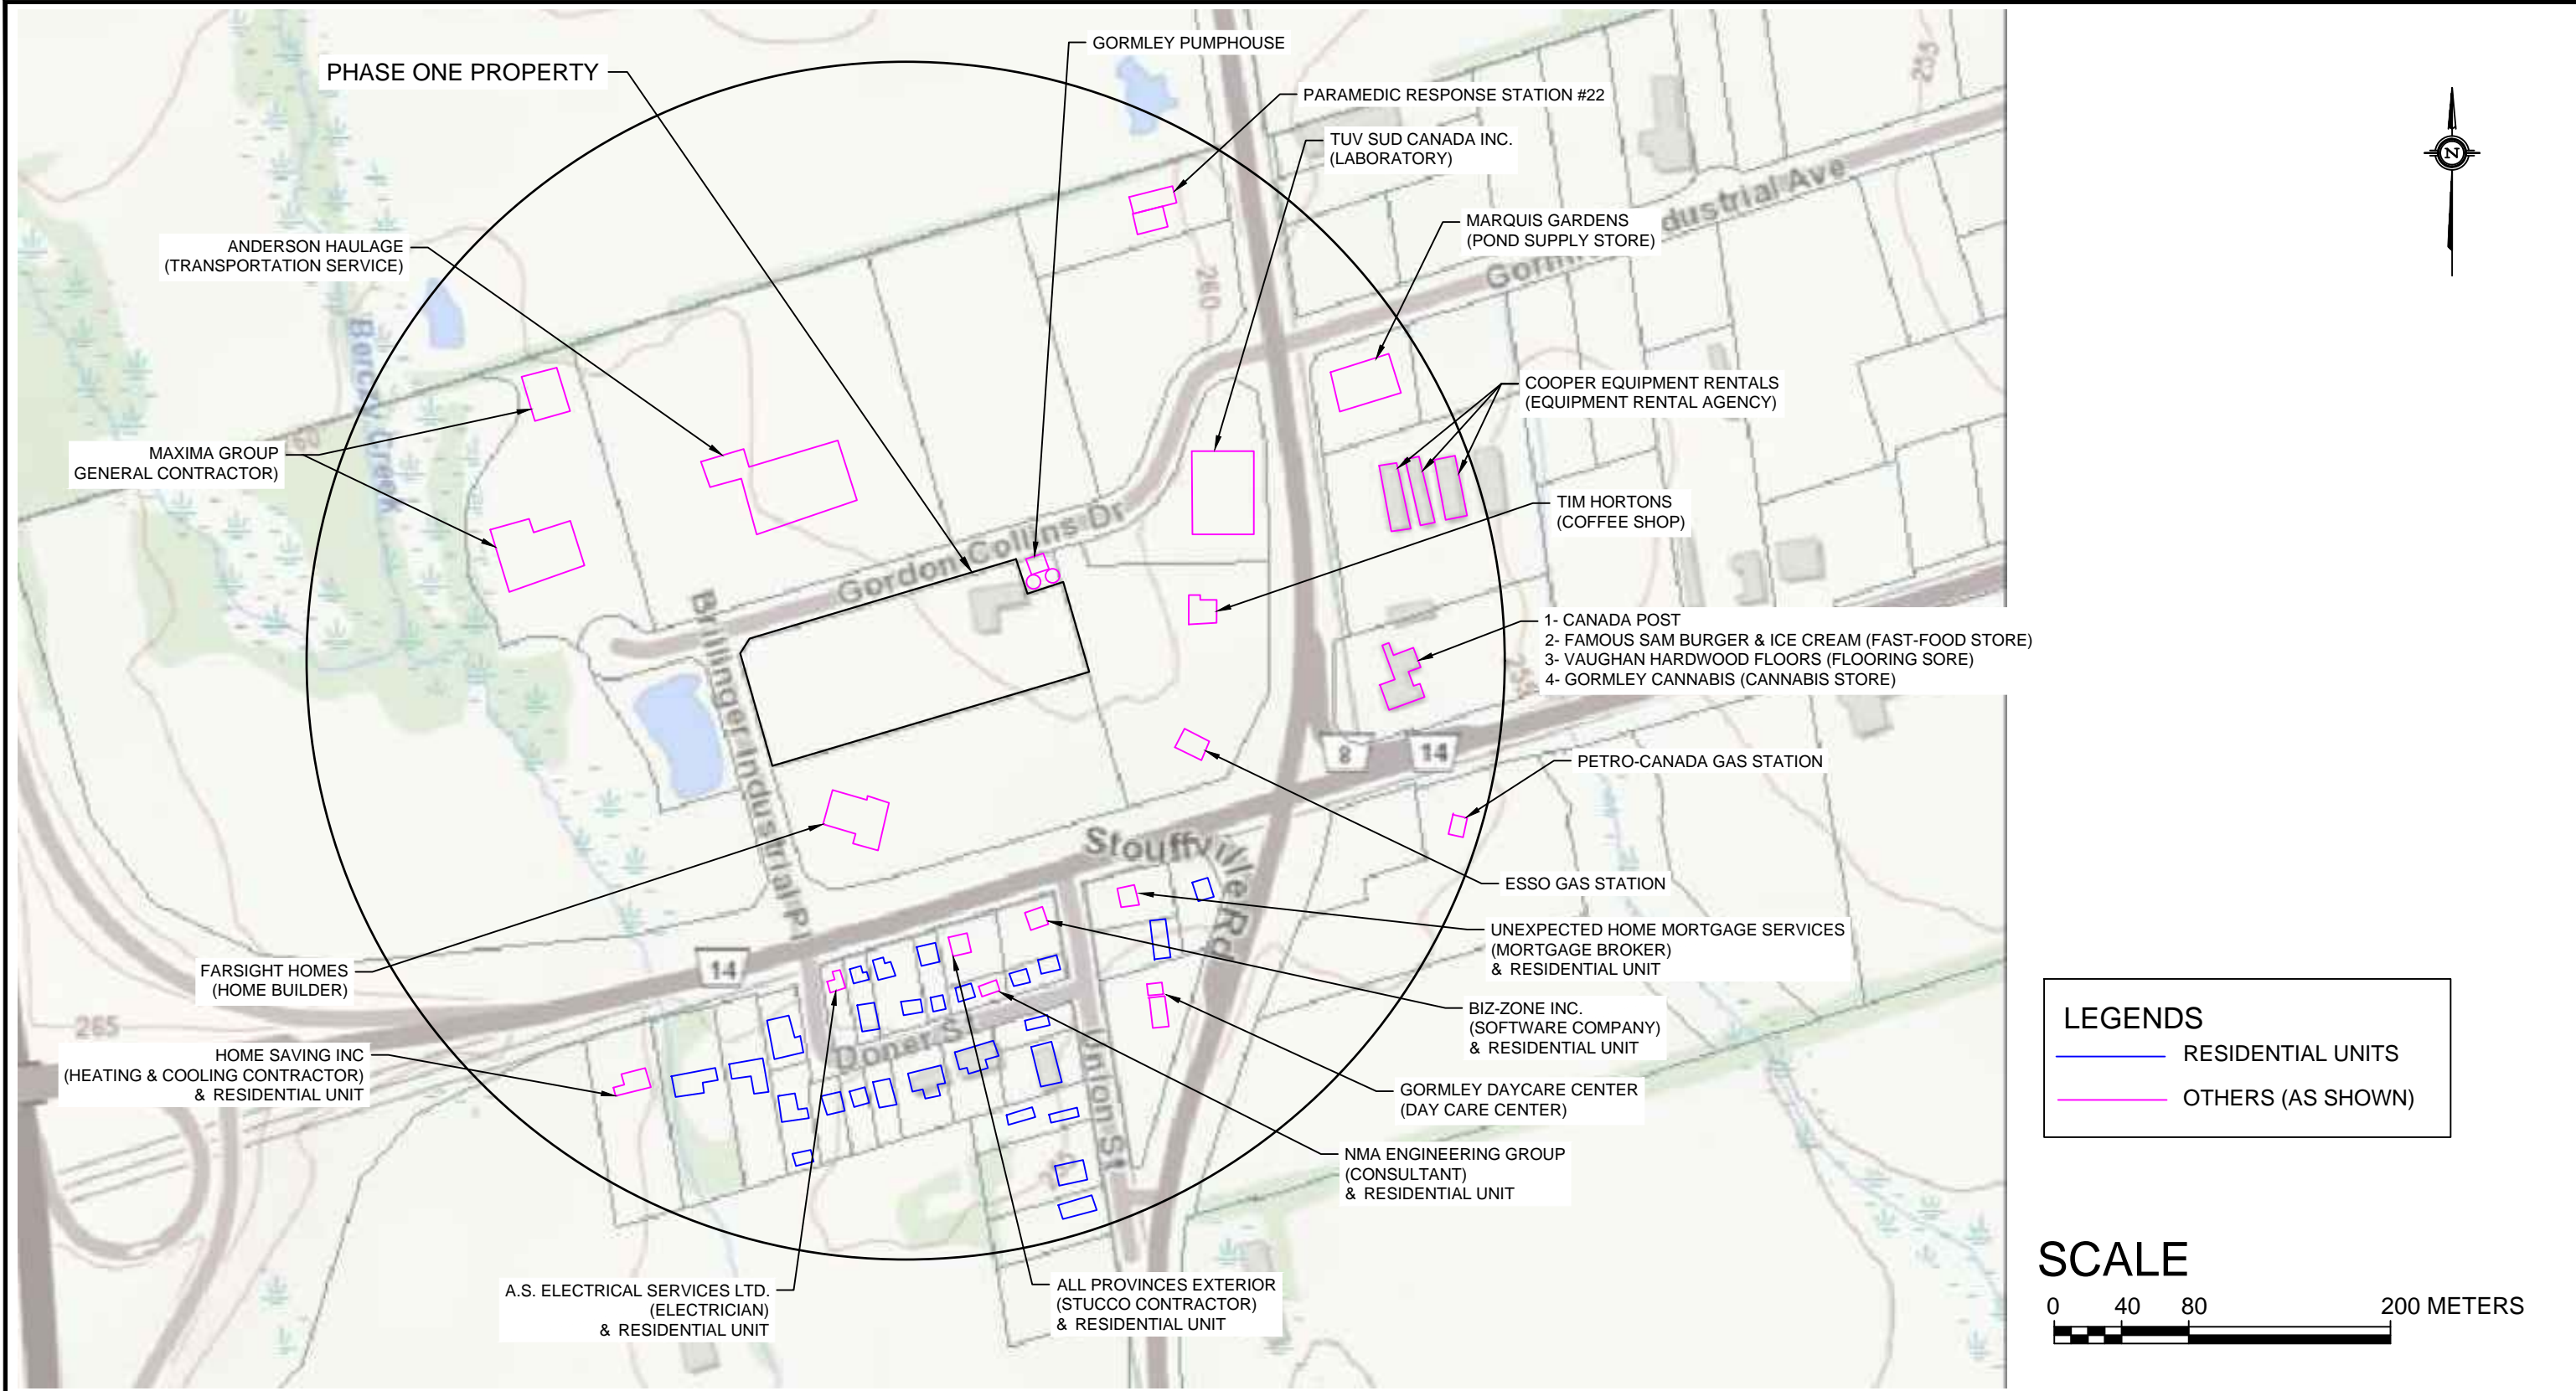 GORMLEY PUMPHOUSE
PHASE ONE PROPERTY
PARAMEDIC RESPONSE STATION #22
TUV SUD CANADA INC.
(LABORATORY)
MARQUIS GARDENS
(POND SUPPLY STORE)
ANDERSON HAULAGE
(TRANSPORTATION SERVICE)
COOPER EQUIPMENT RENTALS
(EQUIPMENT RENTAL AGENCY)
MAXIMA GROUP
GENERAL CONTRACTOR)
TIM HORTONS
(COFFEE SHOP)
1- CANADA POST
2- FAMOUS SAM BURGER & ICE CREAM (FAST-FOOD STORE)
3- VAUGHAN HARDWOOD FLOORS (FLOORING SORE)
4- GORMLEY CANNABIS (CANNABIS STORE)
PETRO-CANADA GAS STATION
ESSO GAS STATION
UNEXPECTED HOME MORTGAGE SERVICES
(MORTGAGE BROKER)
& RESIDENTIAL UNIT
FARSIGHT HOMES
(HOME BUILDER)
BIZ-ZONE INC.
(SOFTWARE COMPANY)
& RESIDENTIAL UNIT
HOME SAVING INC
(HEATING & COOLING CONTRACTOR)
& RESIDENTIAL UNIT
GORMLEY DAYCARE CENTER
(DAY CARE CENTER)
NMA ENGINEERING GROUP
(CONSULTANT)
& RESIDENTIAL UNIT
A.S. ELECTRICAL SERVICES LTD.
(ELECTRICIAN)
& RESIDENTIAL UNIT
ALL PROVINCES EXTERIOR
(STUCCO CONTRACTOR)
& RESIDENTIAL UNIT
Gordon Collins Dr
Brillinger Industrial Pl
Stouffville Rd
Doner St
Union St
dustrial Ave
Creek
255
260
265
8
14
14
N
LEGENDS
RESIDENTIAL UNITS
OTHERS (AS SHOWN)
SCALE
0 40 80 200 METERS